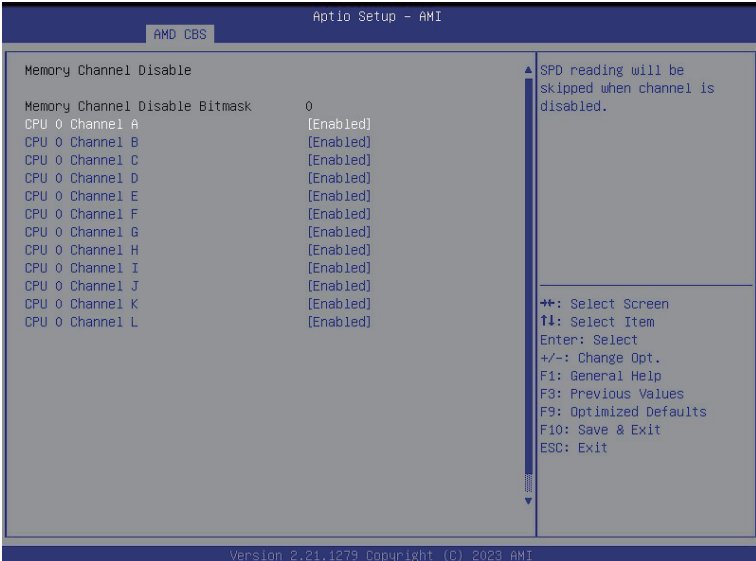 Aptio Setup - AMI
AMD CBS
Memory Channel Disable
Memory Channel Disable Bitmask 0
CPU 0 Channel A [Enabled]
CPU 0 Channel B [Enabled]
CPU 0 Channel C [Enabled]
CPU 0 Channel D [Enabled]
CPU 0 Channel E [Enabled]
CPU 0 Channel F [Enabled]
CPU 0 Channel G [Enabled]
CPU 0 Channel H [Enabled]
CPU 0 Channel I [Enabled]
CPU 0 Channel J [Enabled]
CPU 0 Channel K [Enabled]
CPU 0 Channel L [Enabled]
SPD reading will be
skipped when channel is
disabled.
→←: Select Screen
↑↓: Select Item
Enter: Select
+/-: Change Opt.
F1: General Help
F3: Previous Values
F9: Optimized Defaults
F10: Save & Exit
ESC: Exit
Version 2.21.1279 Copyright (C) 2023 AMI